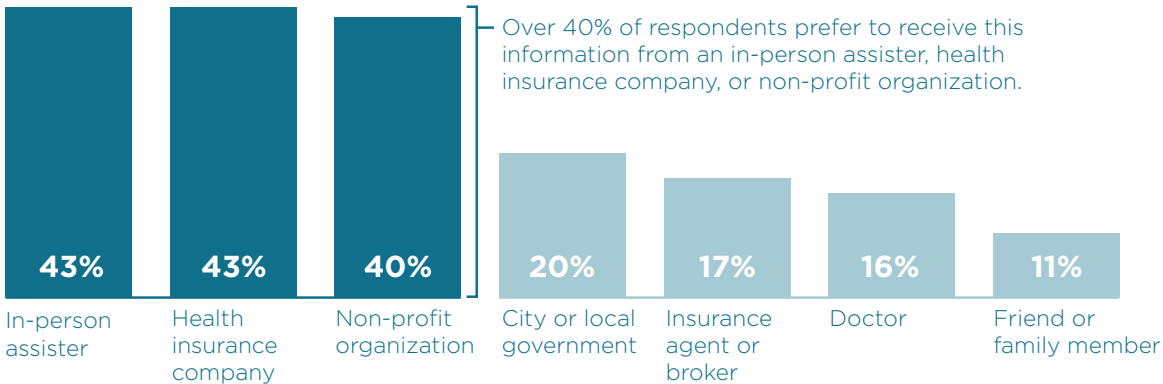 Over 40% of respondents prefer to receive this
information from an in-person assister, health
insurance company, or non-profit organization.
43%
43%
40%
20%
17%
16%
11%
In-person
assister
Health
insurance
company
Non-profit
organization
City or local
government
Insurance
agent or
broker
Doctor
Friend or
family member